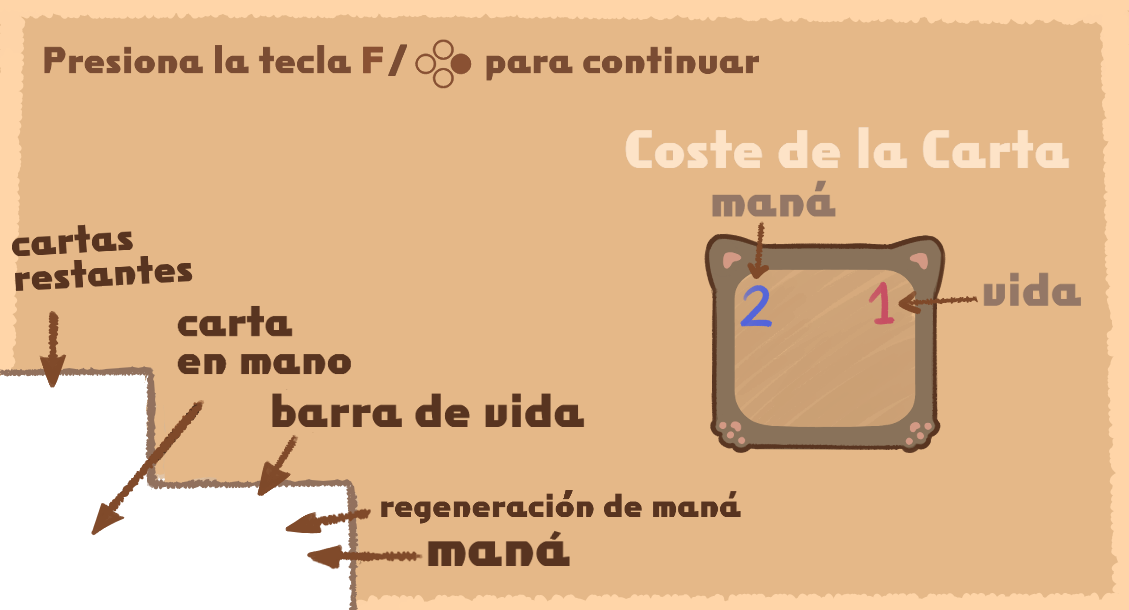 Presiona la tecla F/ para continuar
Coste de la Carta
maná
2
1
vida
cartas
restantes
carta
en mano
barra de vida
regeneración de maná
maná